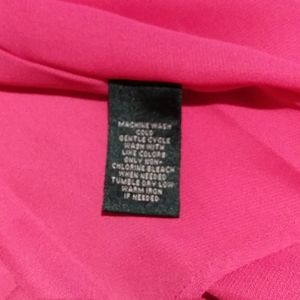 MACHINE WASH
COLD
GENTLE CYCLE
WASH WITH
LIKE COLORS
ONLY NON-
CHLORINE BLEACH
WHEN NEEDED
TUMBLE DRY LOW
WARM IRON
IF NEEDED